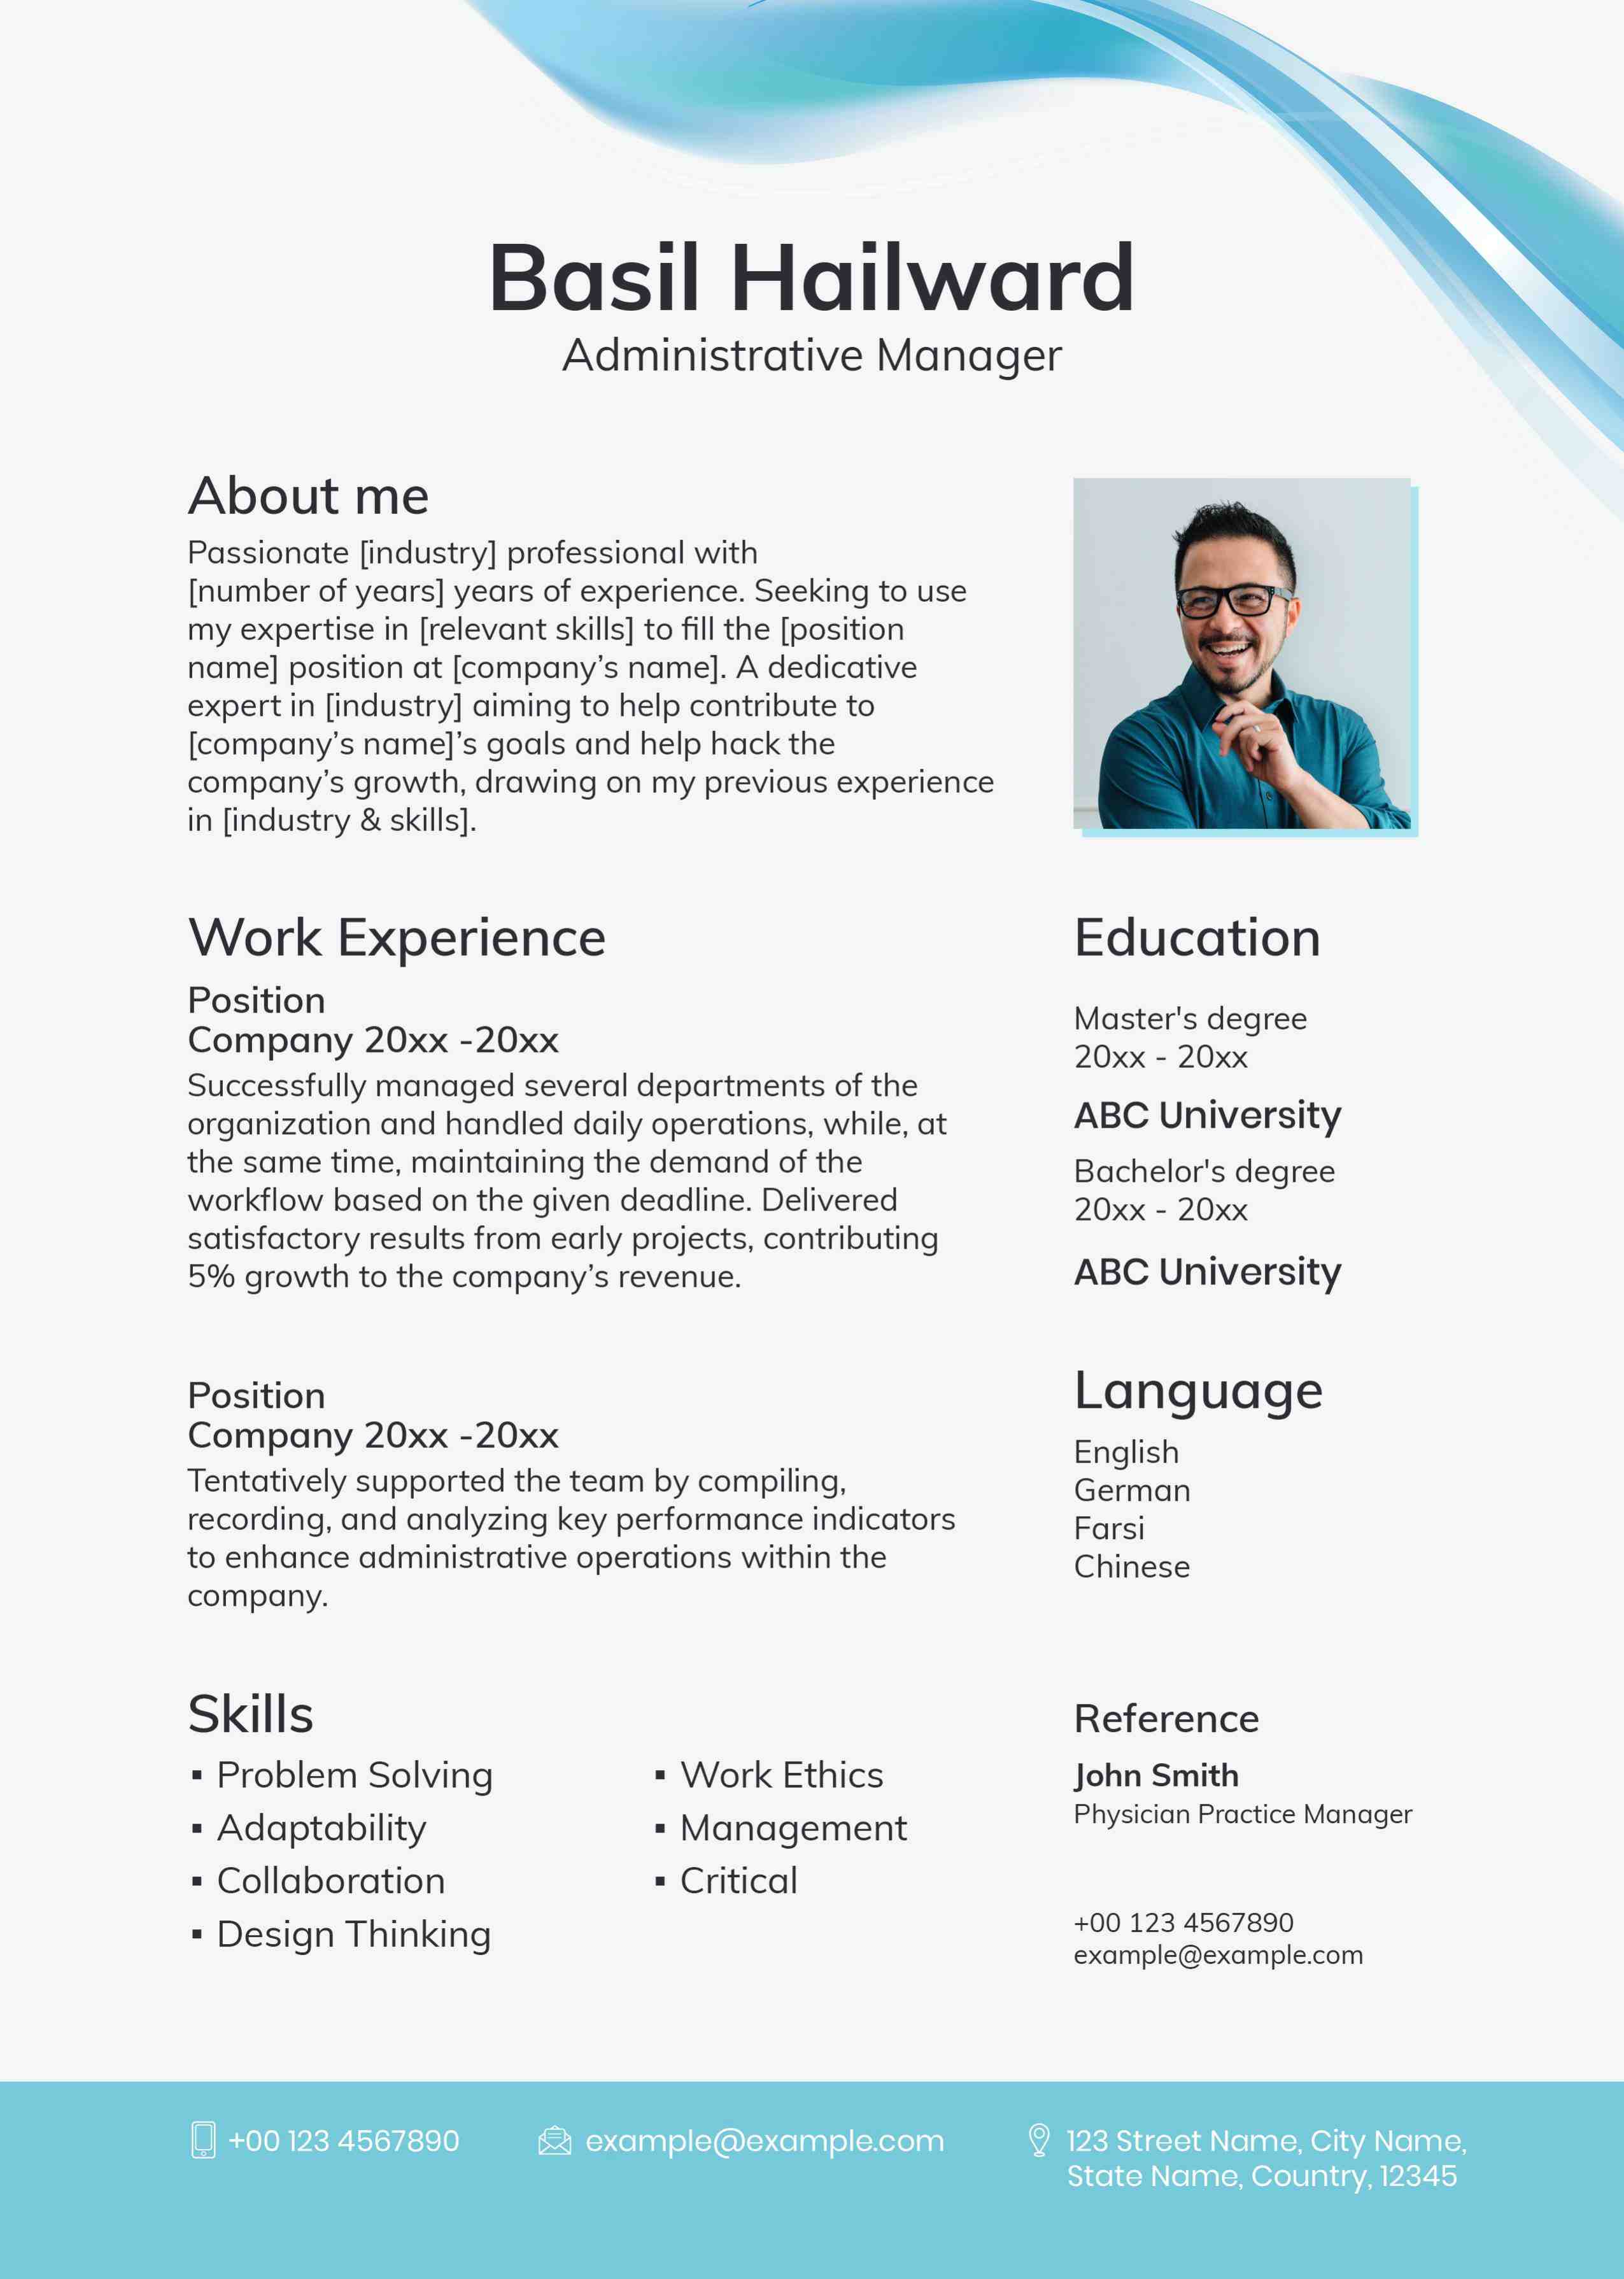 Basil Hailward
Administrative Manager
About me
Passionate [industry] professional with
[number of years] years of experience. Seeking to use
my expertise in [relevant skills] to fill the [position
name] position at [company’s name]. A dedicative
expert in [industry] aiming to help contribute to
[company’s name]’s goals and help hack the
company’s growth, drawing on my previous experience
in [industry & skills].
Work Experience
Position
Company 20xx -20xx
Successfully managed several departments of the
organization and handled daily operations, while, at
the same time, maintaining the demand of the
workflow based on the given deadline. Delivered
satisfactory results from early projects, contributing
5% growth to the company’s revenue.
Position
Company 20xx -20xx
Tentatively supported the team by compiling,
recording, and analyzing key performance indicators
to enhance administrative operations within the
company.
Skills
▪ Problem Solving
▪ Adaptability
▪ Collaboration
▪ Design Thinking
▪ Work Ethics
▪ Management
▪ Critical
Education
Master's degree
20xx - 20xx
ABC University
Bachelor's degree
20xx - 20xx
ABC University
Language
English
German
Farsi
Chinese
Reference
John Smith
Physician Practice Manager
+00 123 4567890
example@example.com
+00 123 4567890
example@example.com
123 Street Name, City Name,
State Name, Country, 12345